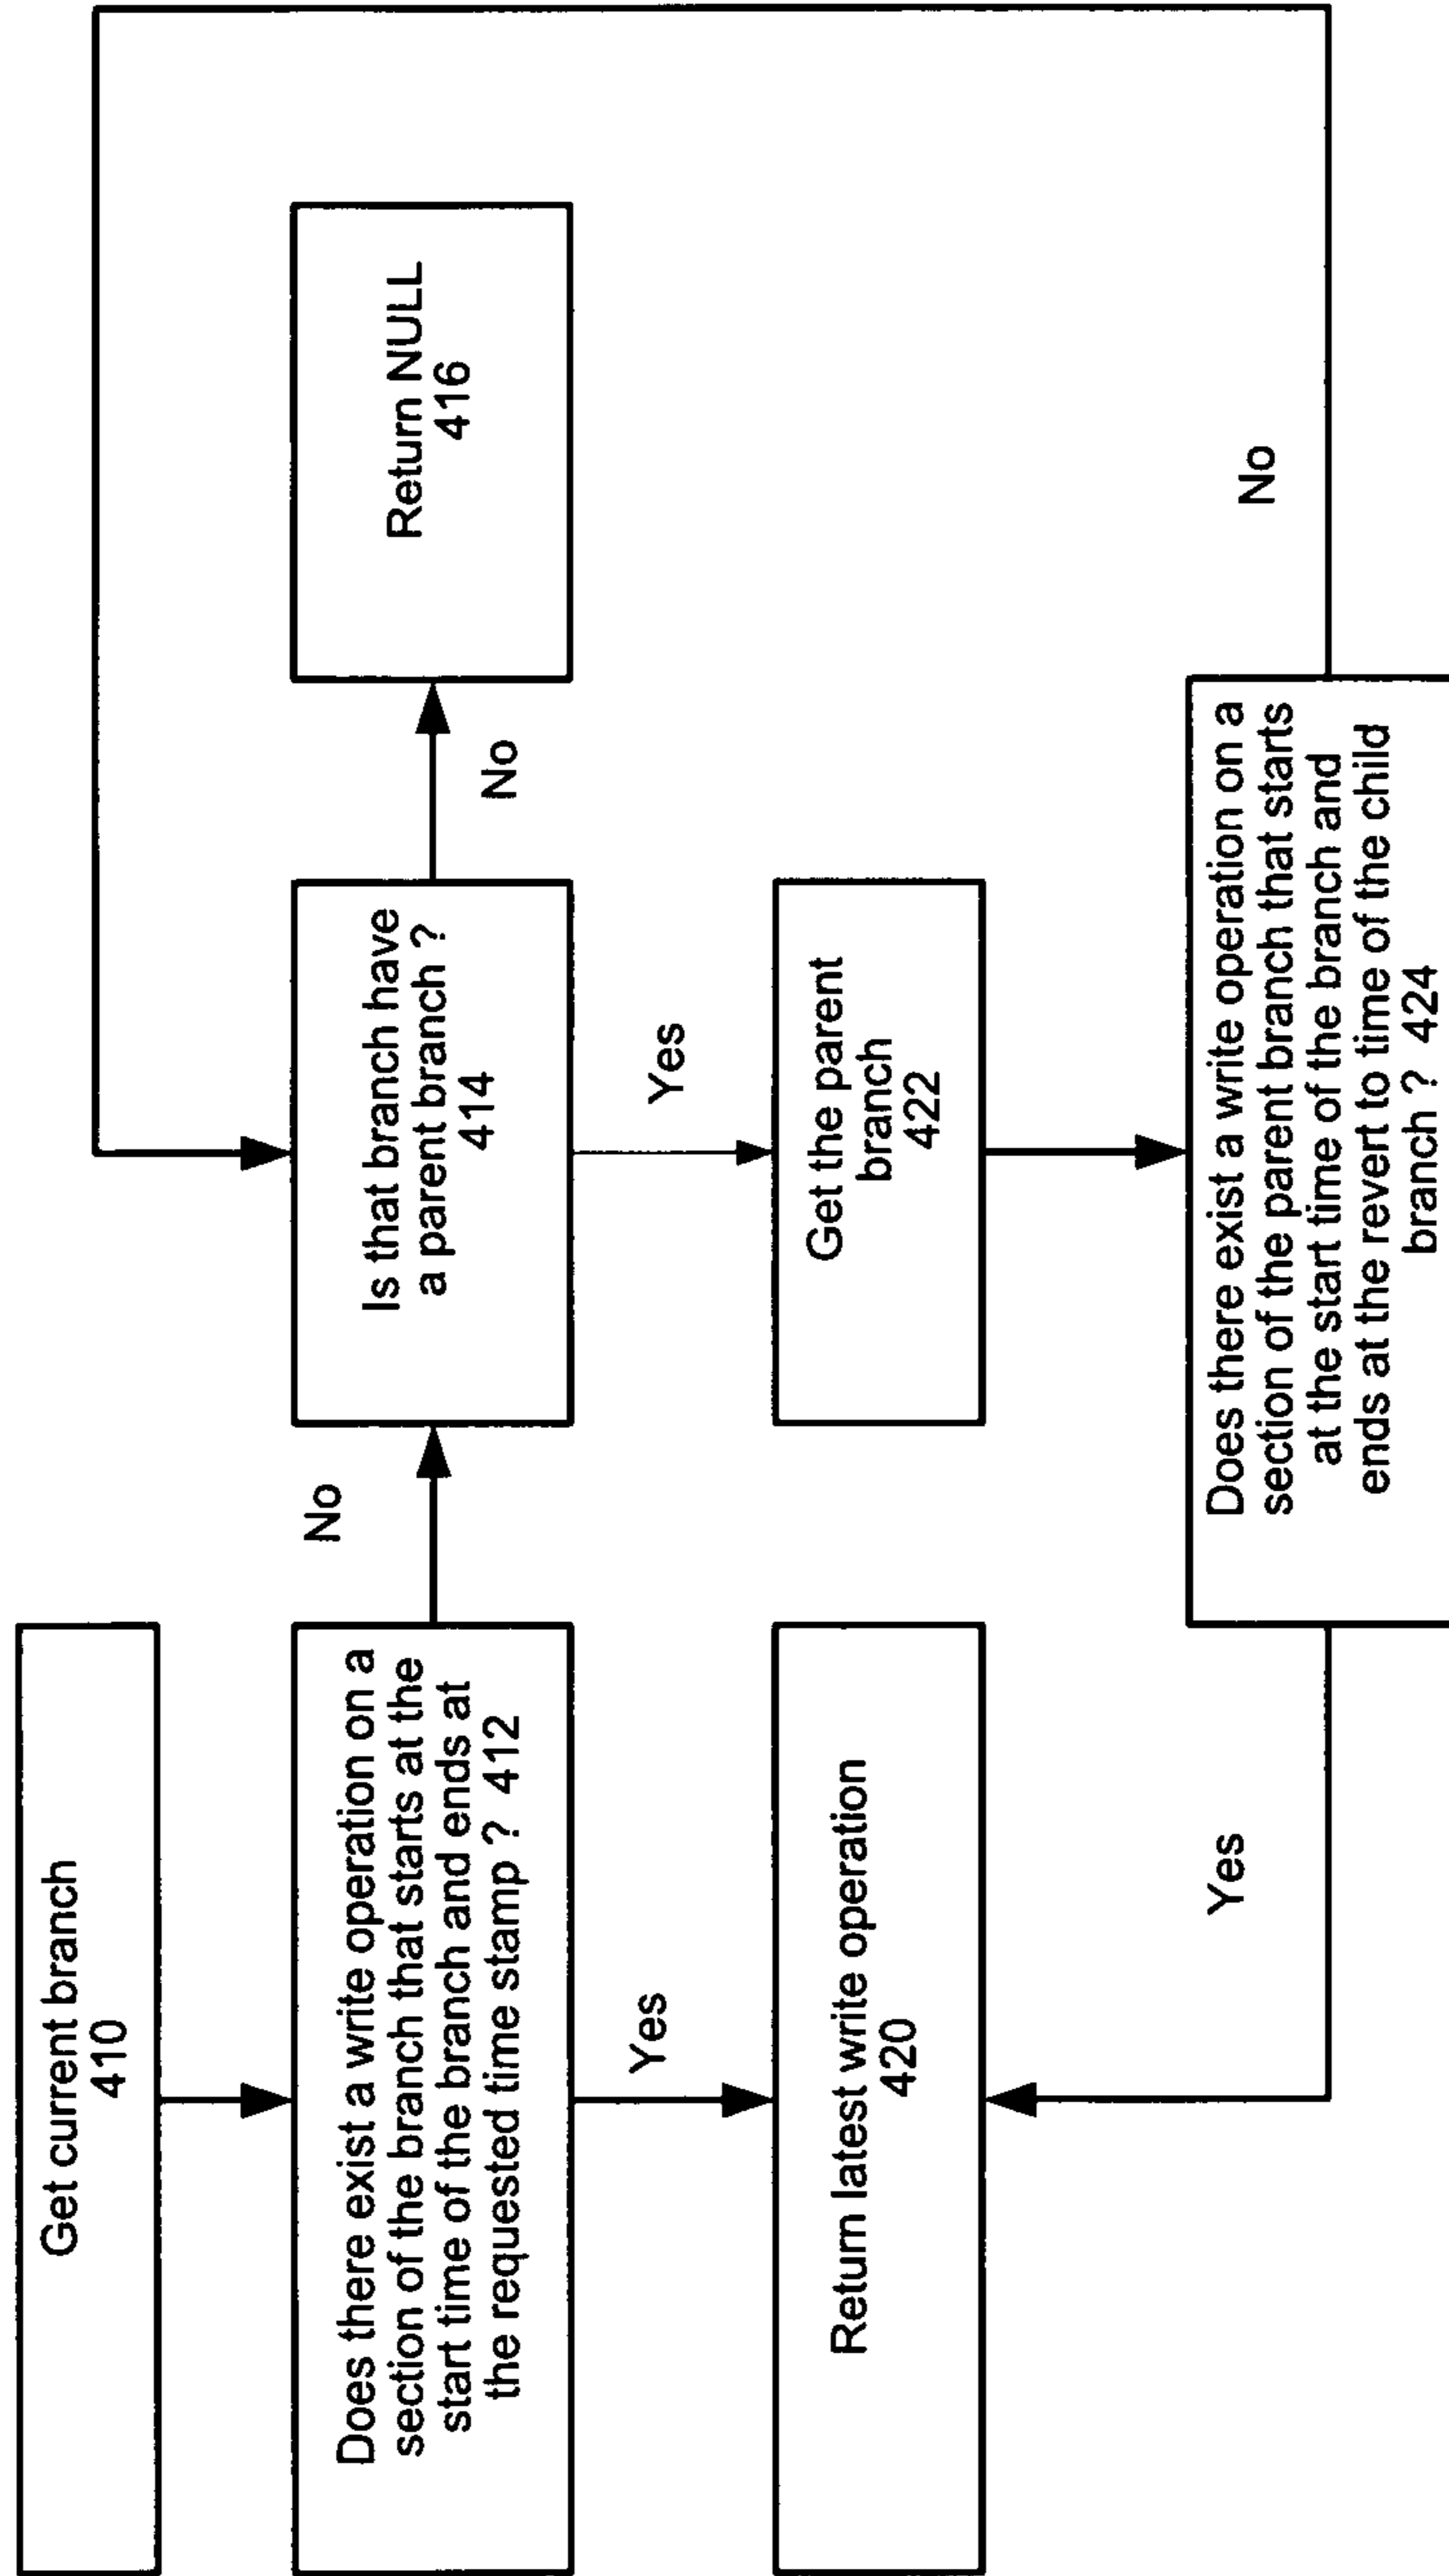 Get current branch
410
Does there exist a write operation on a
section of the branch that starts at the
start time of the branch and ends at
the requested time stamp ? 412
No
Yes
Is that branch have
a parent branch ?
414
No
Return NULL
416
Yes
Return latest write operation
420
Get the parent
branch
422
Does there exist a write operation on a
section of the parent branch that starts
at the start time of the branch and
ends at the revert to time of the child
branch ? 424
Yes
No